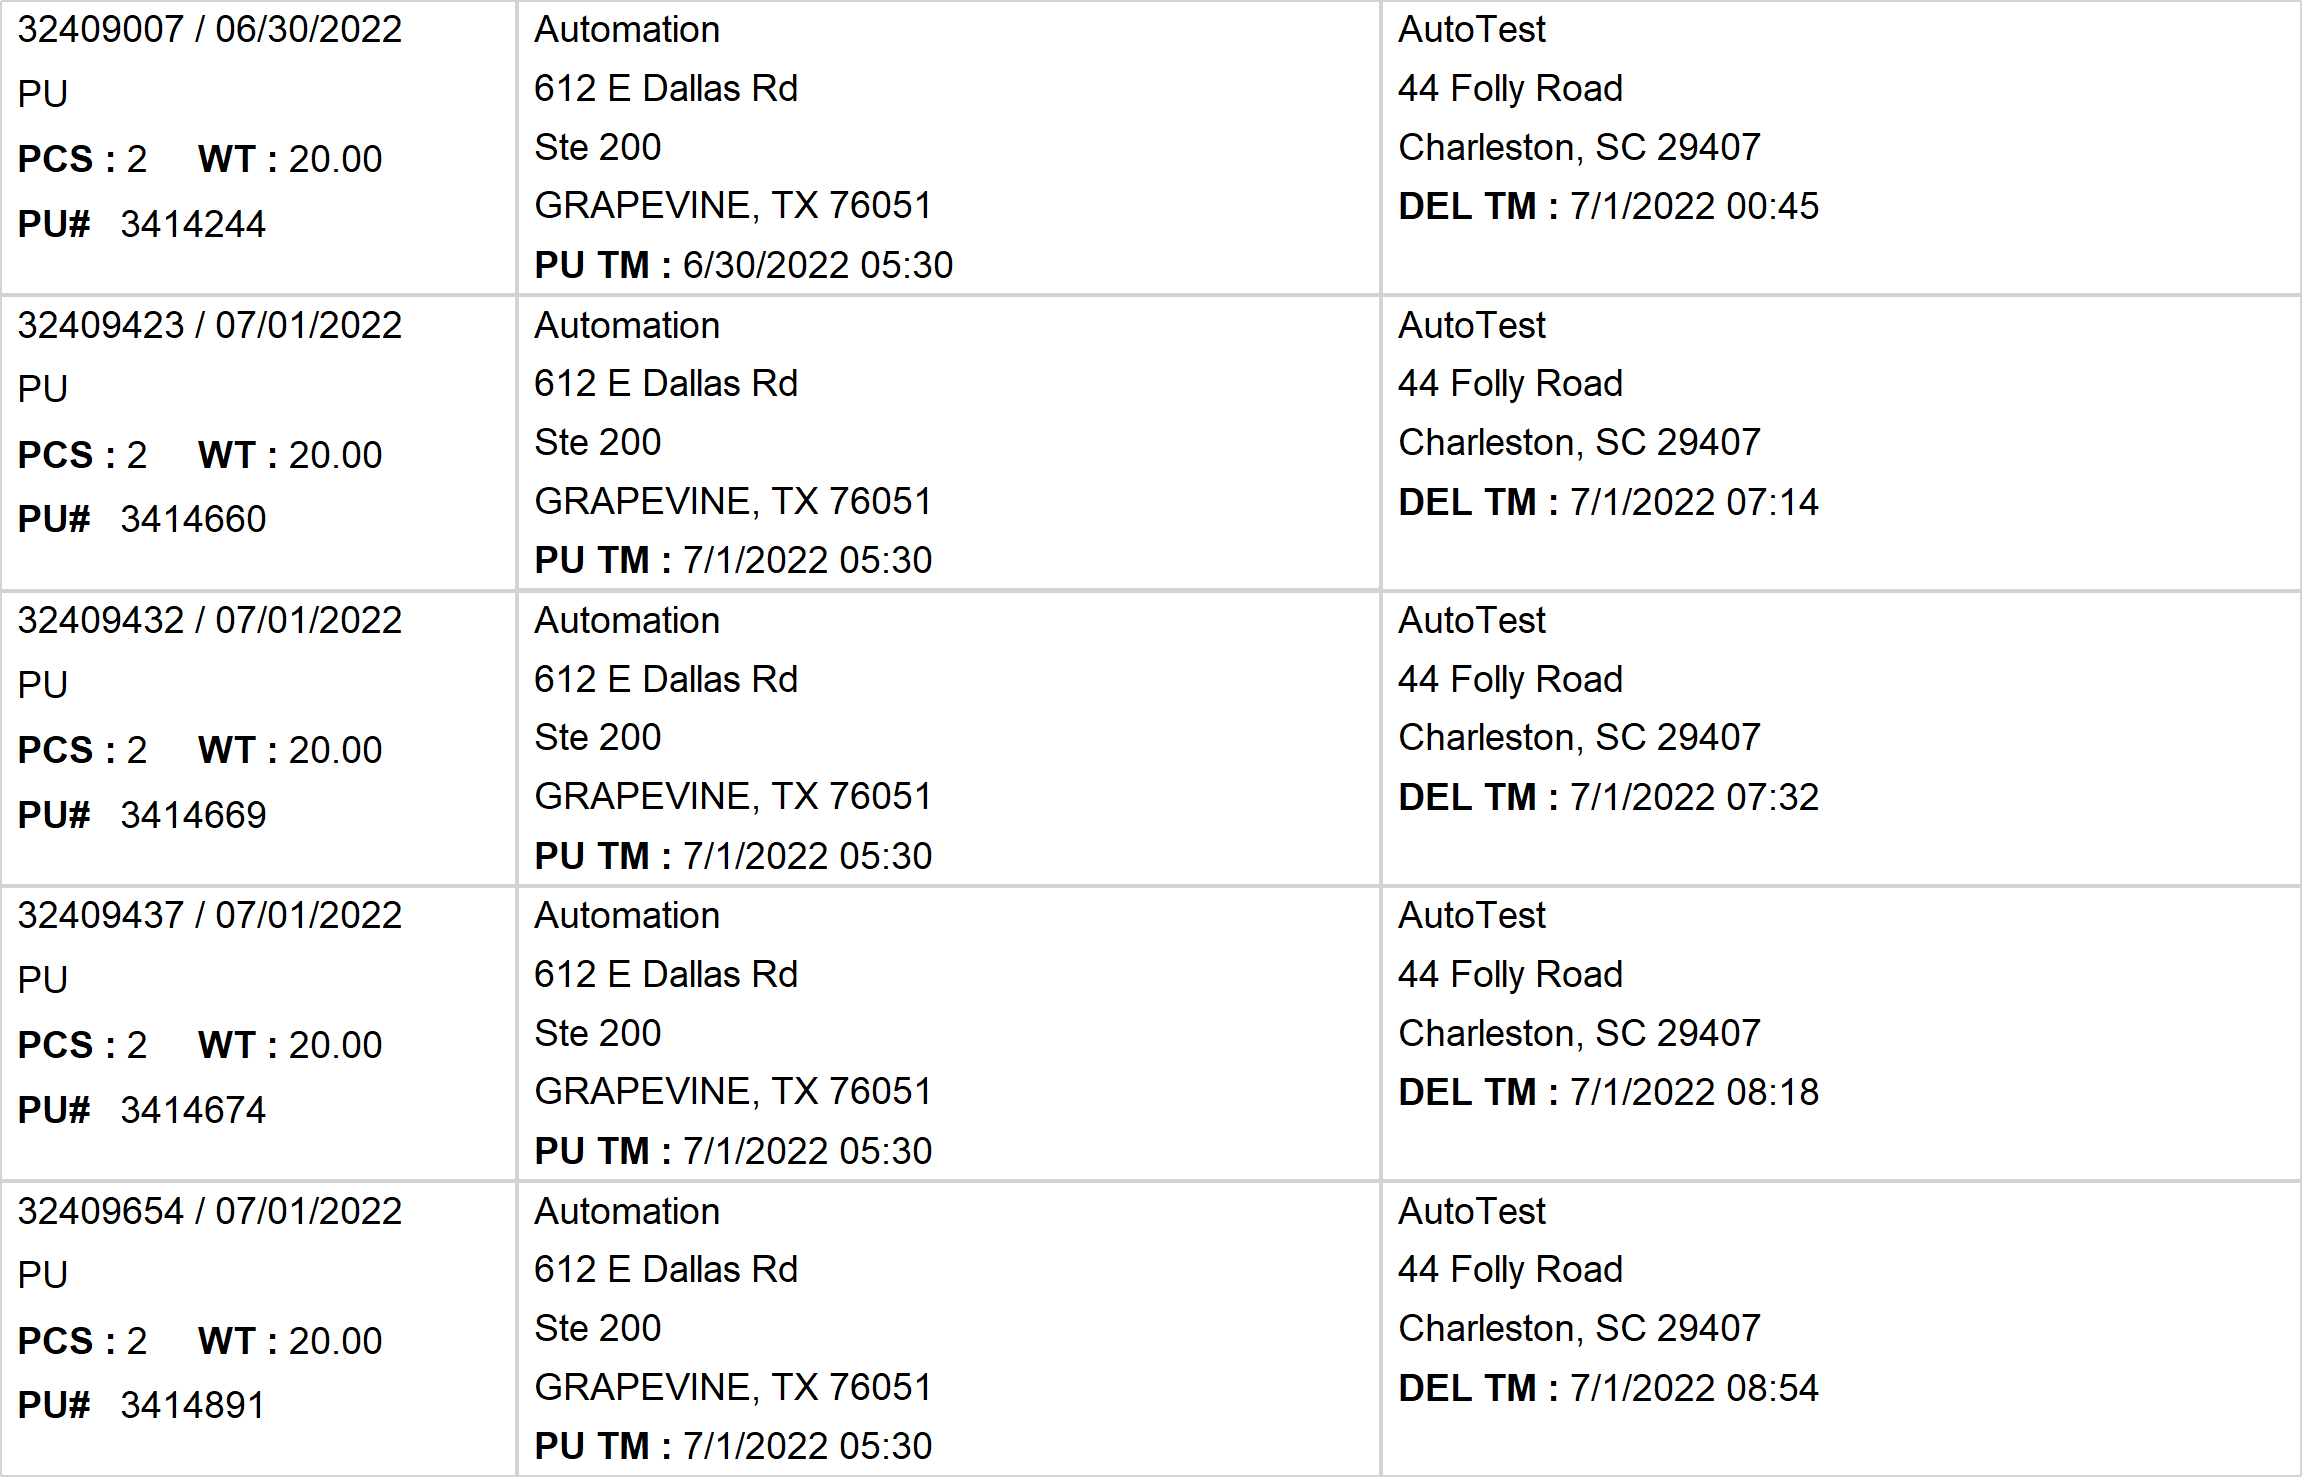 32409007 / 06/30/2022
PU
PCS : 2 WT : 20.00
PU# 3414244
Automation
612 E Dallas Rd
Ste 200
GRAPEVINE, TX 76051
PU TM : 6/30/2022 05:30
AutoTest
44 Folly Road
Charleston, SC 29407
DEL TM : 7/1/2022 00:45
32409423 / 07/01/2022
PU
PCS : 2 WT : 20.00
PU# 3414660
Automation
612 E Dallas Rd
Ste 200
GRAPEVINE, TX 76051
PU TM : 7/1/2022 05:30
AutoTest
44 Folly Road
Charleston, SC 29407
DEL TM : 7/1/2022 07:14
32409432 / 07/01/2022
PU
PCS : 2 WT : 20.00
PU# 3414669
Automation
612 E Dallas Rd
Ste 200
GRAPEVINE, TX 76051
PU TM : 7/1/2022 05:30
AutoTest
44 Folly Road
Charleston, SC 29407
DEL TM : 7/1/2022 07:32
32409437 / 07/01/2022
PU
PCS : 2 WT : 20.00
PU# 3414674
Automation
612 E Dallas Rd
Ste 200
GRAPEVINE, TX 76051
PU TM : 7/1/2022 05:30
AutoTest
44 Folly Road
Charleston, SC 29407
DEL TM : 7/1/2022 08:18
32409654 / 07/01/2022
PU
PCS : 2 WT : 20.00
PU# 3414891
Automation
612 E Dallas Rd
Ste 200
GRAPEVINE, TX 76051
PU TM : 7/1/2022 05:30
AutoTest
44 Folly Road
Charleston, SC 29407
DEL TM : 7/1/2022 08:54